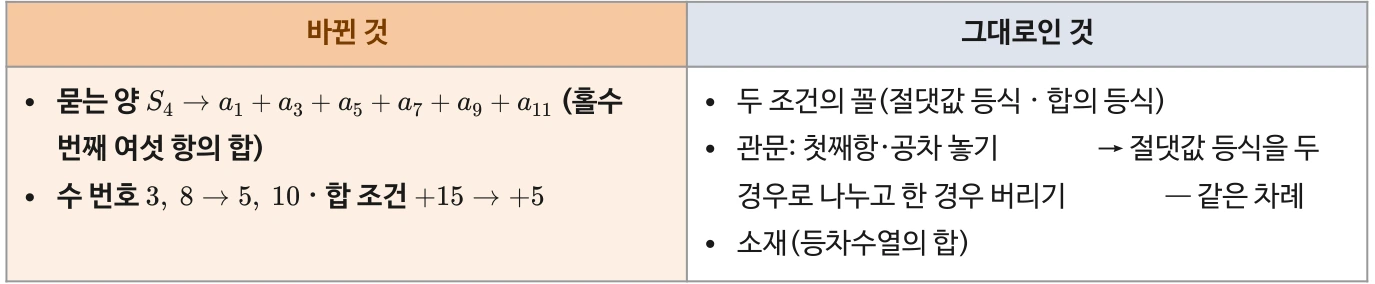 바뀐 것
그대로인 것
• 묻는 양 S₄ → a₁ + a₃ + a₅ + a₇ + a₉ + a₁₁ (홀수
번째 여섯 항의 합)
• 수 번호 3, 8 → 5, 10 · 합 조건 +15 → +5
• 두 조건의 꼴(절댓값 등식 · 합의 등식)
• 관문: 첫째항·공차 놓기 → 절댓값 등식을 두
경우로 나누고 한 경우 버리기 — 같은 차례
• 소재(등차수열의 합)